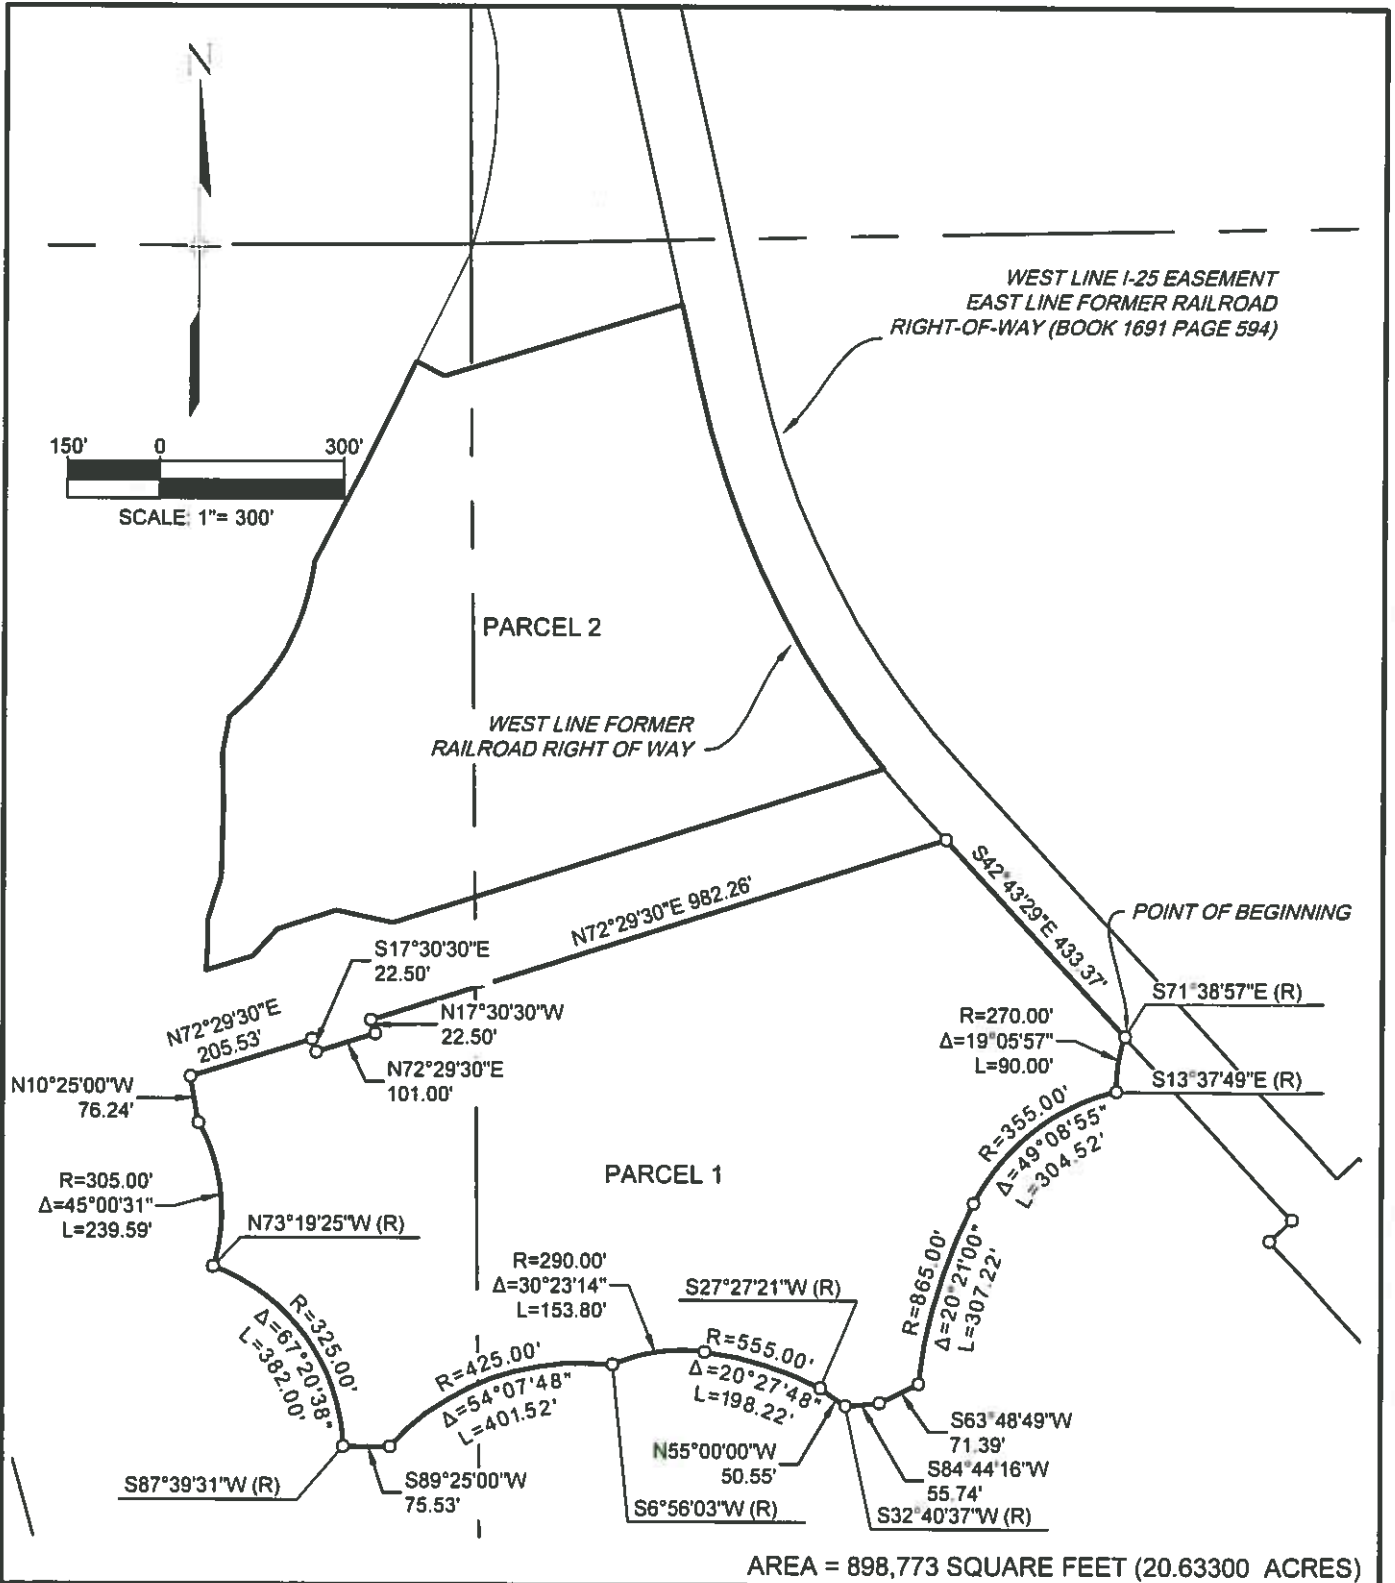 N
WEST LINE I-25 EASEMENT
EAST LINE FORMER RAILROAD
RIGHT-OF-WAY (BOOK 1691 PAGE 594)
150' 0 300'
SCALE: 1"= 300'
PARCEL 2
WEST LINE FORMER
RAILROAD RIGHT OF WAY
S42°43'29"E 433.37'
N72°29'30"E 982.26'
POINT OF BEGINNING
S17°30'30"E
22.50'
S71°38'57"E (R)
N72°29'30"E
205.53'
N17°30'30"W
22.50'
R=270.00'
Δ=19°05'57"
L=90.00'
N10°25'00"W
76.24'
N72°29'30"E
101.00'
S13°37'49"E (R)
R=355.00'
Δ=49°08'55"
L=304.52'
PARCEL 1
R=305.00'
Δ=45°00'31"
L=239.59'
N73°19'25"W (R)
R=290.00'
Δ=30°23'14"
L=153.80'
S27°27'21"W (R)
R=865.00'
Δ=20°21'00"
L=307.22'
R=325.00'
Δ=67°20'38"
L=382.00'
R=425.00'
Δ=54°07'48"
L=401.52'
R=555.00'
Δ=20°27'48"
L=198.22'
S63°48'49"W
71.39'
N55°00'00"W
50.55'
S84°44'16"W
55.74'
S87°39'31"W (R)
S89°25'00"W
75.53'
S6°56'03"W (R)
S32°40'37"W (R)
AREA = 898,773 SQUARE FEET (20.63300 ACRES)